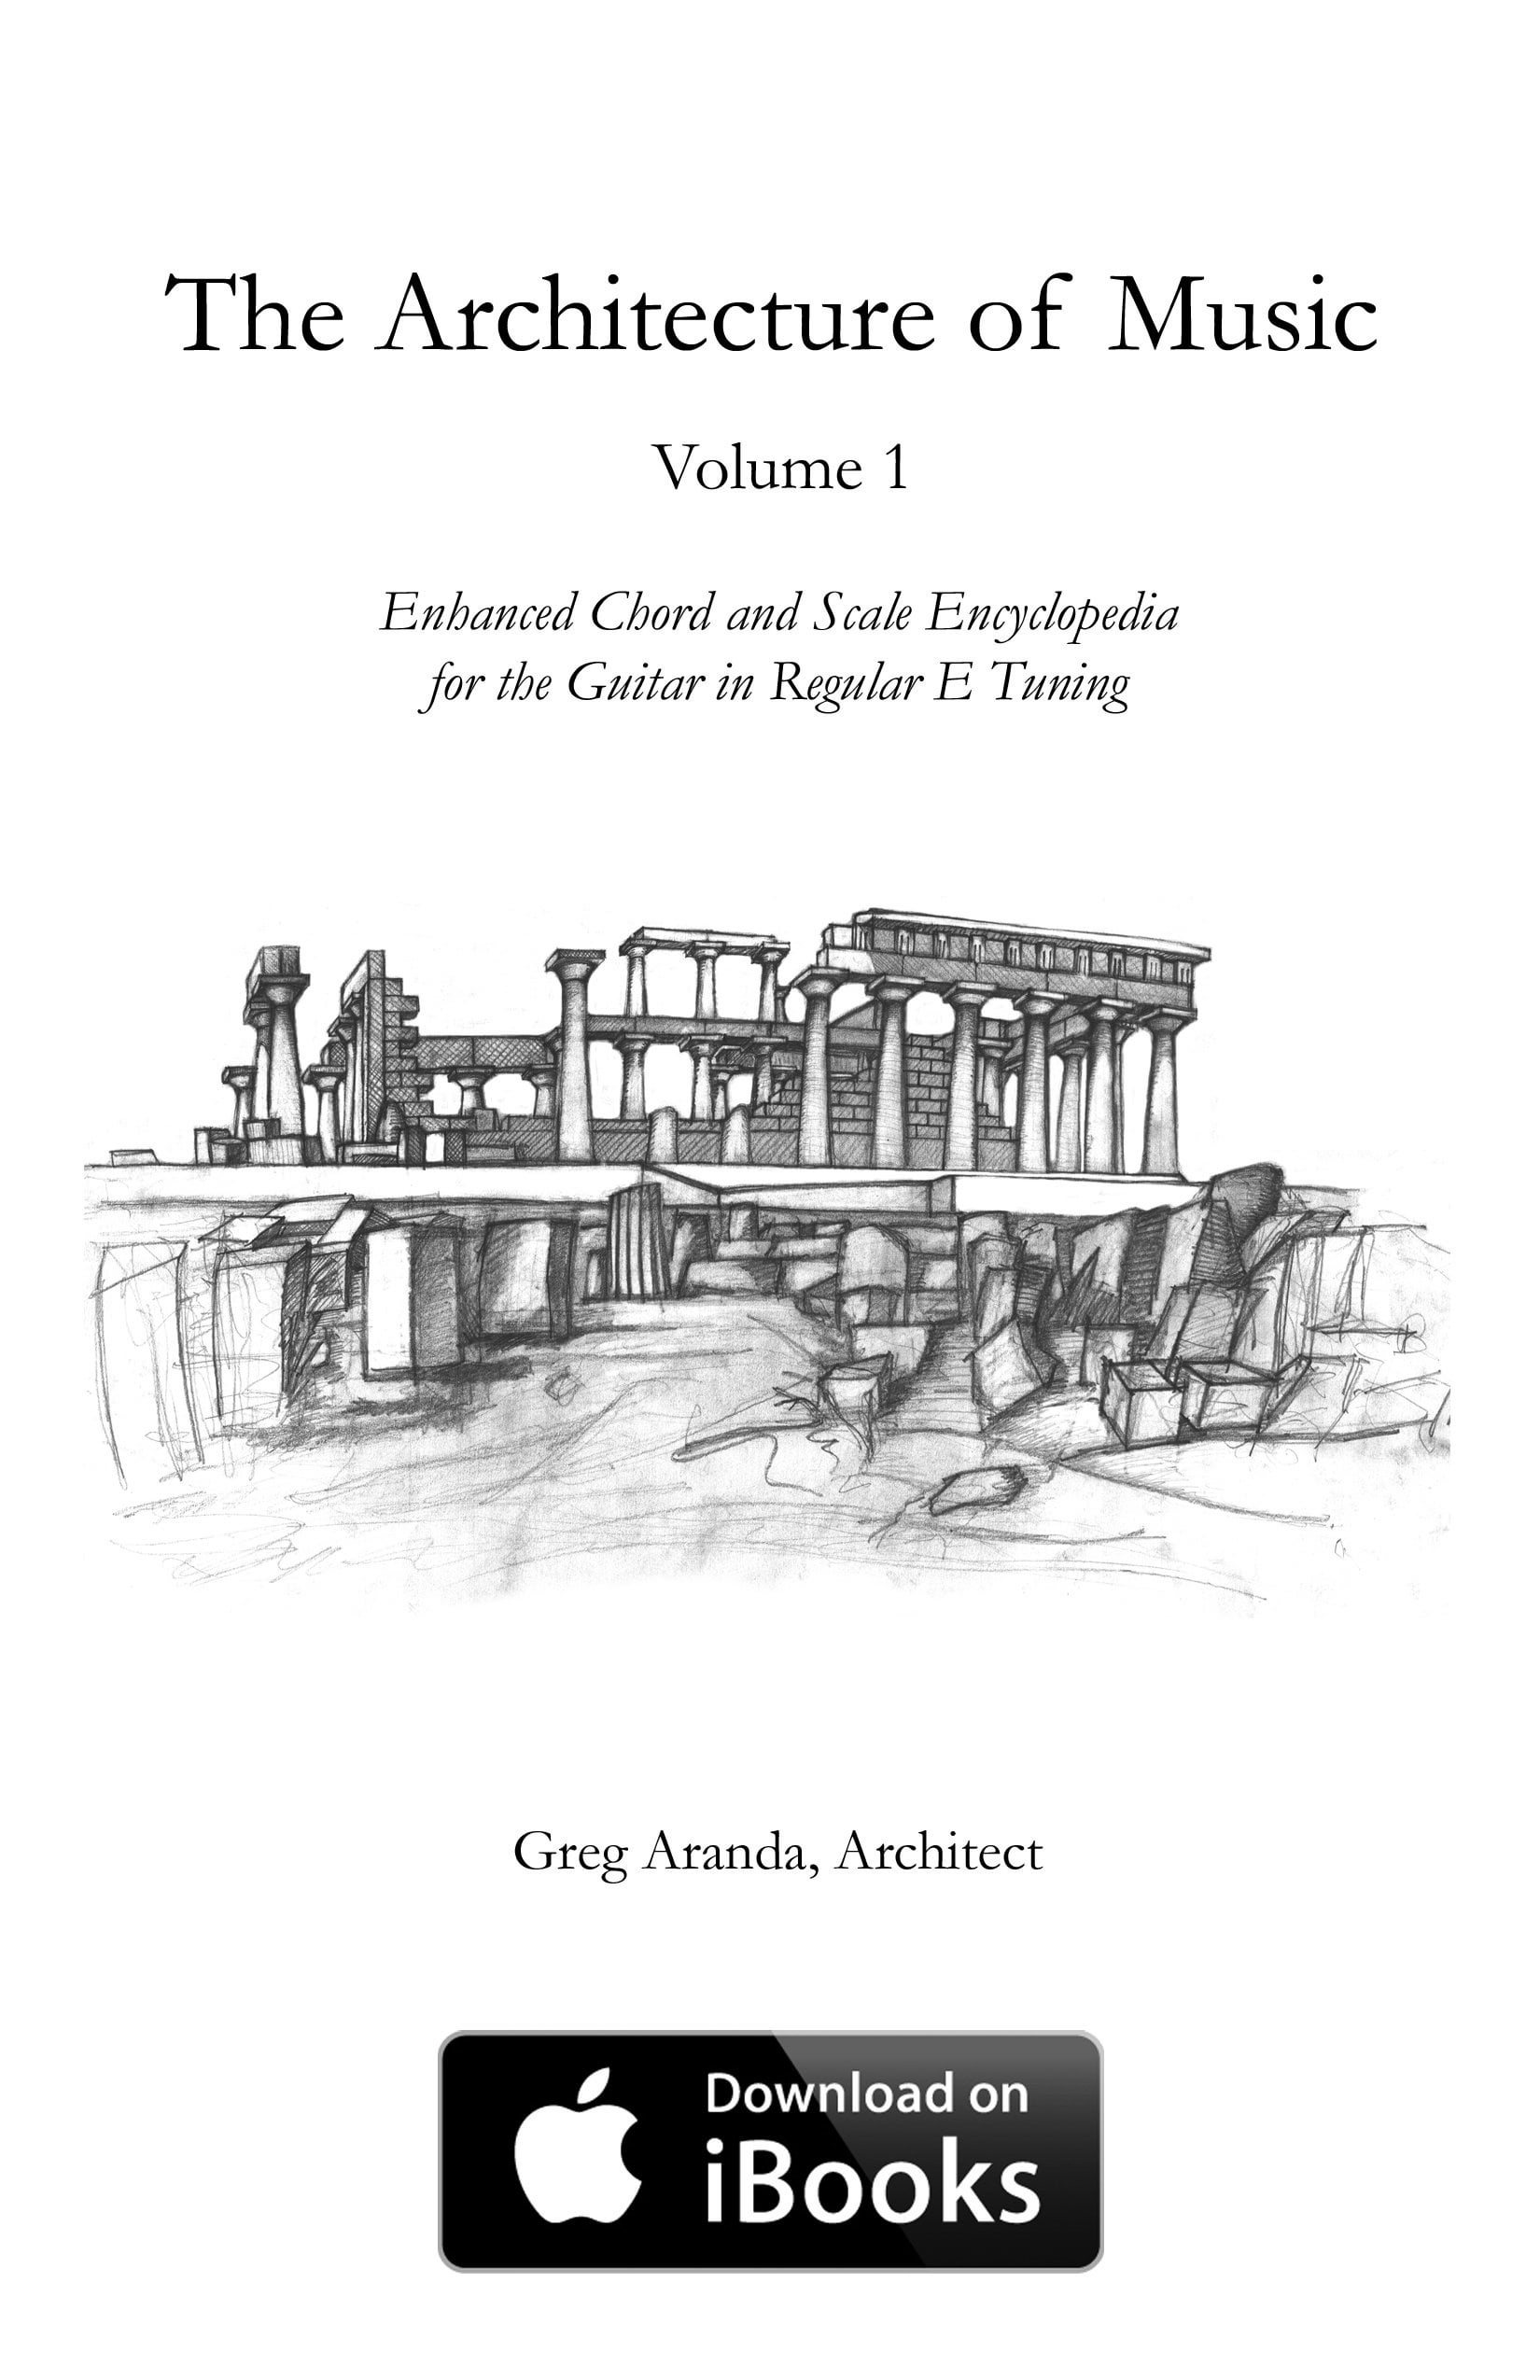 The Architecture of Music
Volume 1
Enhanced Chord and Scale Encyclopedia
for the Guitar in Regular E Tuning
Greg Aranda, Architect
Download on
iBooks